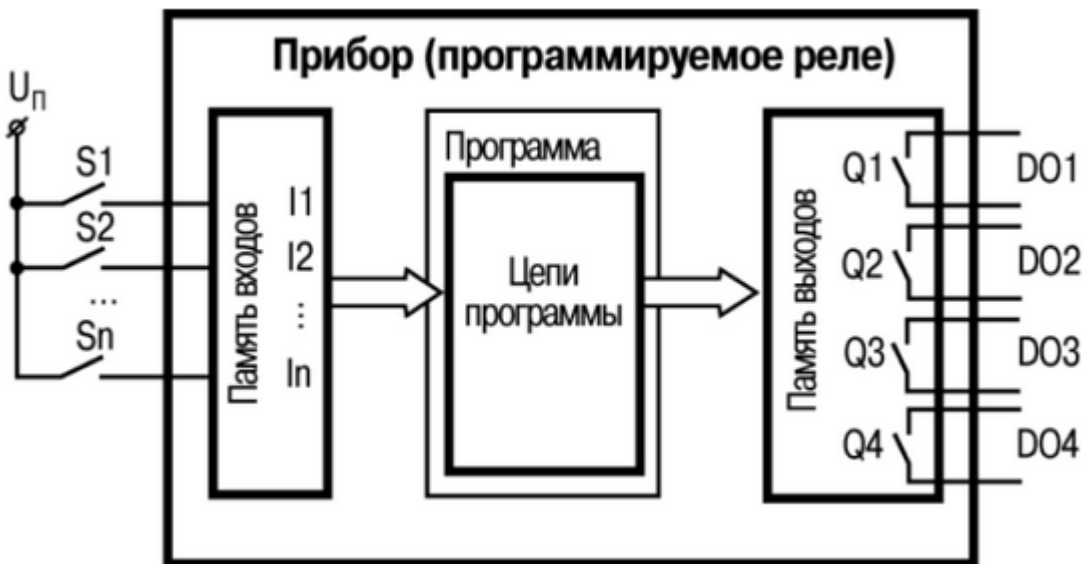 Прибор (программируемое реле)
Uп
S1
S2
...
Sn
Память входов
I1
I2
...
In
Программа
Цепи
программы
Память выходов
Q1
Q2
Q3
Q4
DO1
DO2
DO3
DO4